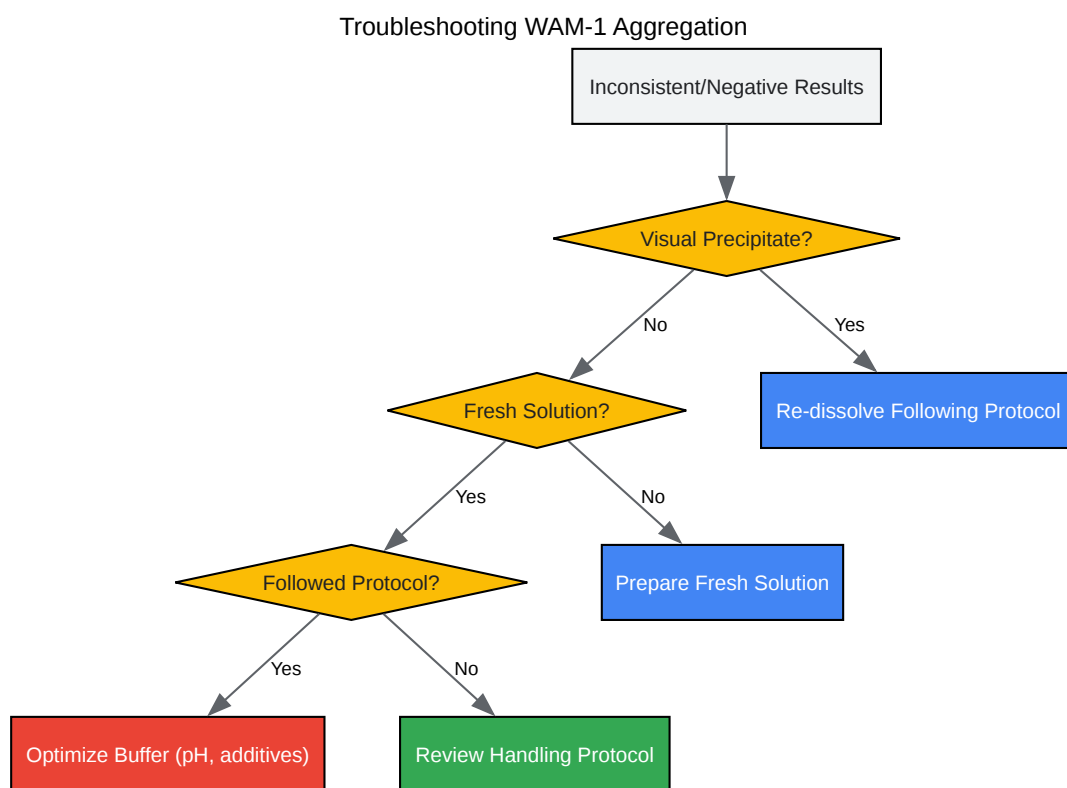 Troubleshooting WAM-1 Aggregation
Inconsistent/Negative Results
Visual Precipitate?
No
Yes
Fresh Solution?
Re-dissolve Following Protocol
Yes
No
Followed Protocol?
Prepare Fresh Solution
Yes
No
Optimize Buffer (pH, additives)
Review Handling Protocol